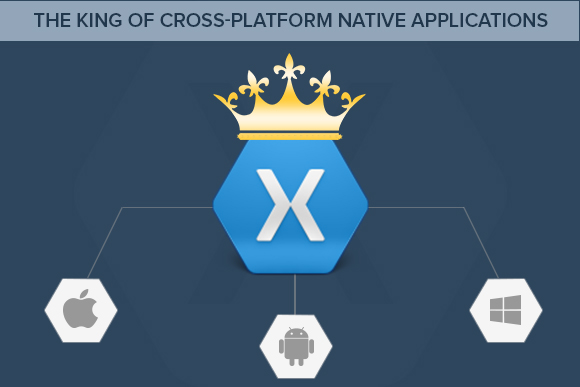 THE KING OF CROSS-PLATFORM NATIVE APPLICATIONS
X